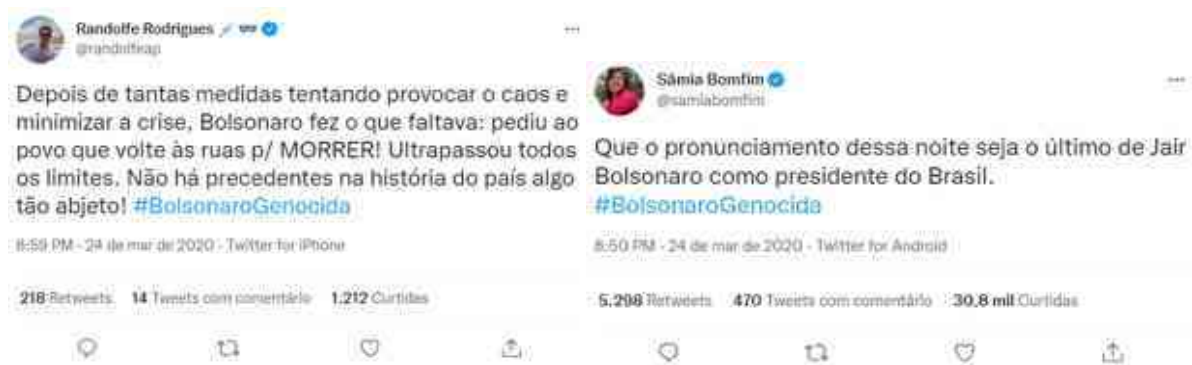 Randolfe Rodrigues
@randolfeap
Depois de tantas medidas tentando provocar o caos e
minimizar a crise, Bolsonaro fez o que faltava: pediu ao
povo que volte às ruas p/ MORRER! Ultrapassou todos
os limites. Não há precedentes na história do país algo
tão abjeto! #BolsonaroGenocida
8:59 PM - 24 de mar de 2020 - Twitter for iPhone
218 Retweets 14 Tweets com comentário 1.212 Curtidas
Sâmia Bomfim
@samiabomfim
Que o pronunciamento dessa noite seja o último de Jair
Bolsonaro como presidente do Brasil.
#BolsonaroGenocida
8:50 PM - 24 de mar de 2020 - Twitter for Android
5.298 Retweets 470 Tweets com comentário 30,8 mil Curtidas